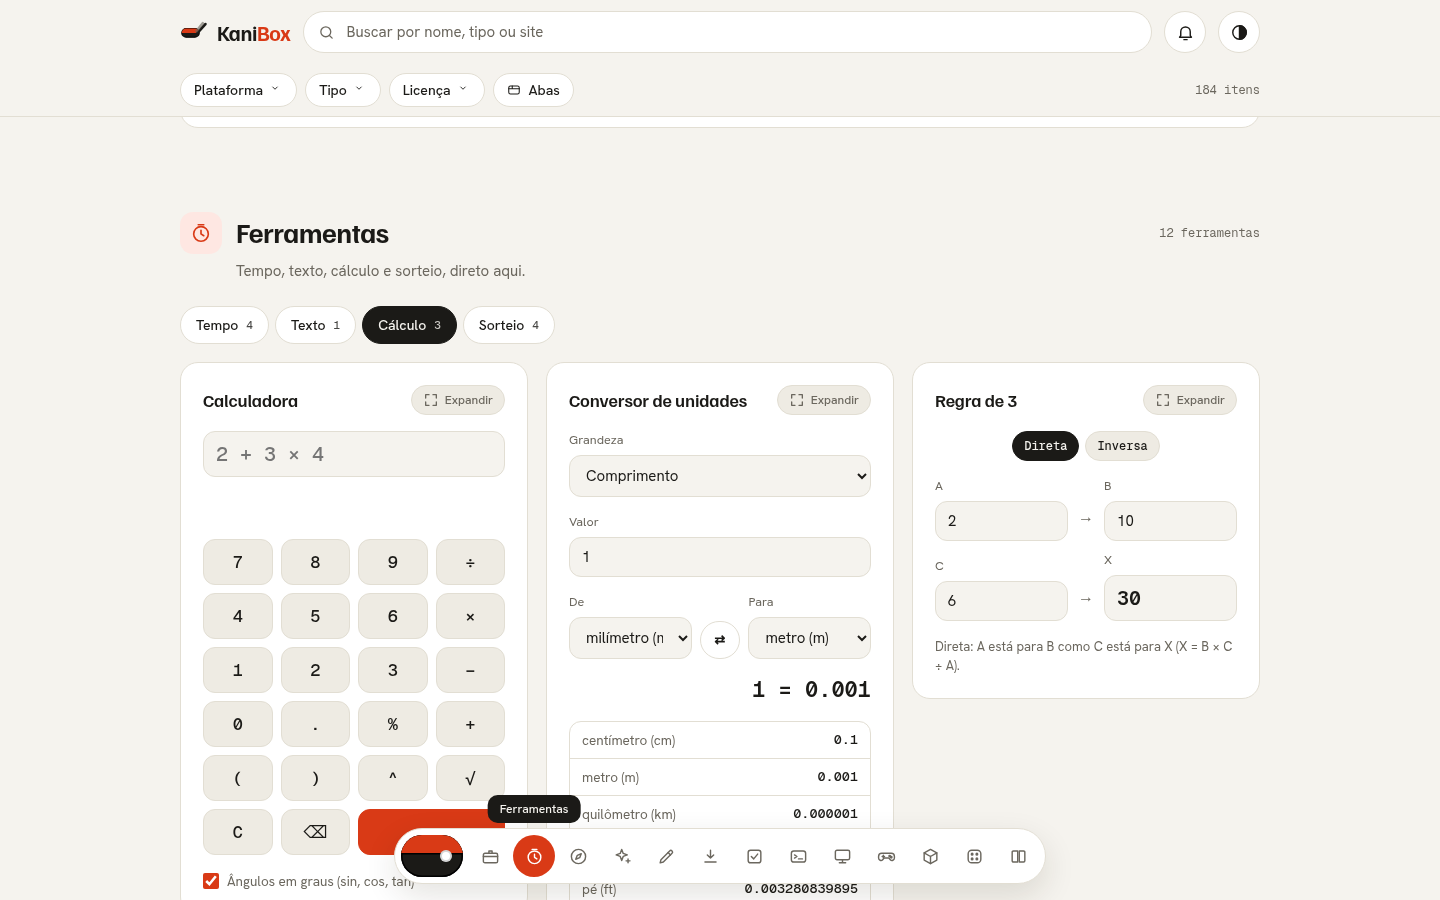 KaniBox
Buscar por nome, tipo ou site
Plataforma
Tipo
Licença
Abas
184 itens
Ferramentas
12 ferramentas
Tempo, texto, cálculo e sorteio, direto aqui.
Tempo 4
Texto 1
Cálculo 3
Sorteio 4
Calculadora
Expandir
2 + 3 × 4
7 8 9 ÷
4 5 6 ×
1 2 3 −
0 . % +
( ) ^ √
C ⌫
Ângulos em graus (sin, cos, tan)
Conversor de unidades
Expandir
Grandeza
Comprimento
Valor
1
De
Para
milímetro (m
⇄
metro (m)
1 = 0.001
centímetro (cm) 0.1
metro (m) 0.001
quilômetro (km) 0.000001
pé (ft) 0.003280839895
Regra de 3
Expandir
Direta
Inversa
A
B
2 → 10
C
X
6 → 30
Direta: A está para B como C está para X (X = B × C
÷ A).
Ferramentas